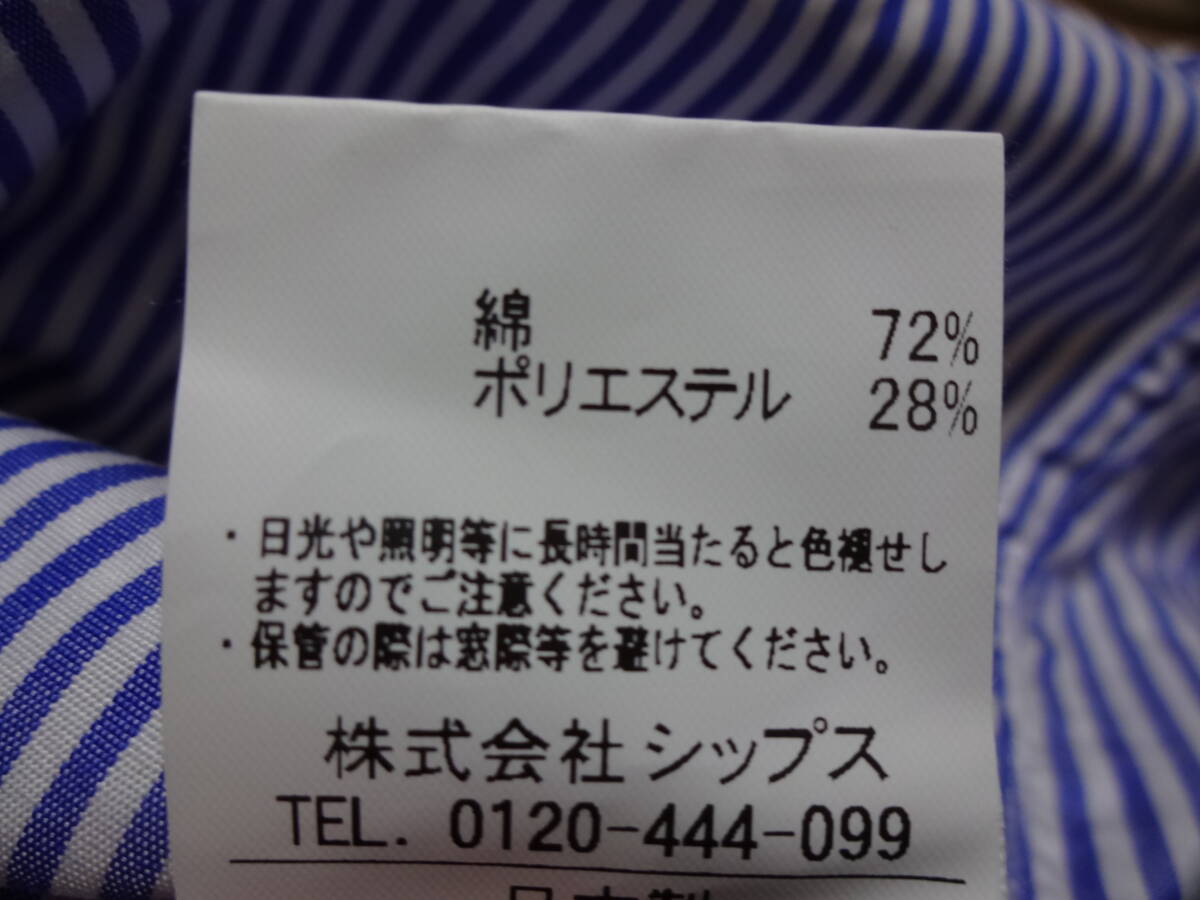 綿 72%
ポリエステル 28%
・日光や照明等に長時間当たると色褪せし
ますのでご注意ください。
・保管の際は窓際等を避けてください。
株式会社シップス
TEL. 0120-444-099
日本製